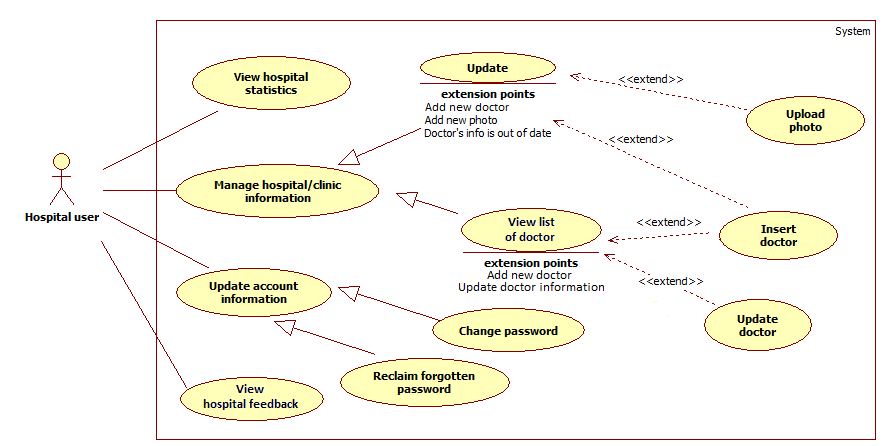 System
View hospital
statistics
Update
extension points
Add new doctor
Add new photo
Doctor's info is out of date
<<extend>>
Upload
photo
<<extend>>
Manage hospital/clinic
information
Hospital user
View list
of doctor
extension points
Add new doctor
Update doctor information
<<extend>>
Insert
doctor
<<extend>>
Update
doctor
Update account
information
Change password
Reclaim forgotten
password
View
hospital feedback